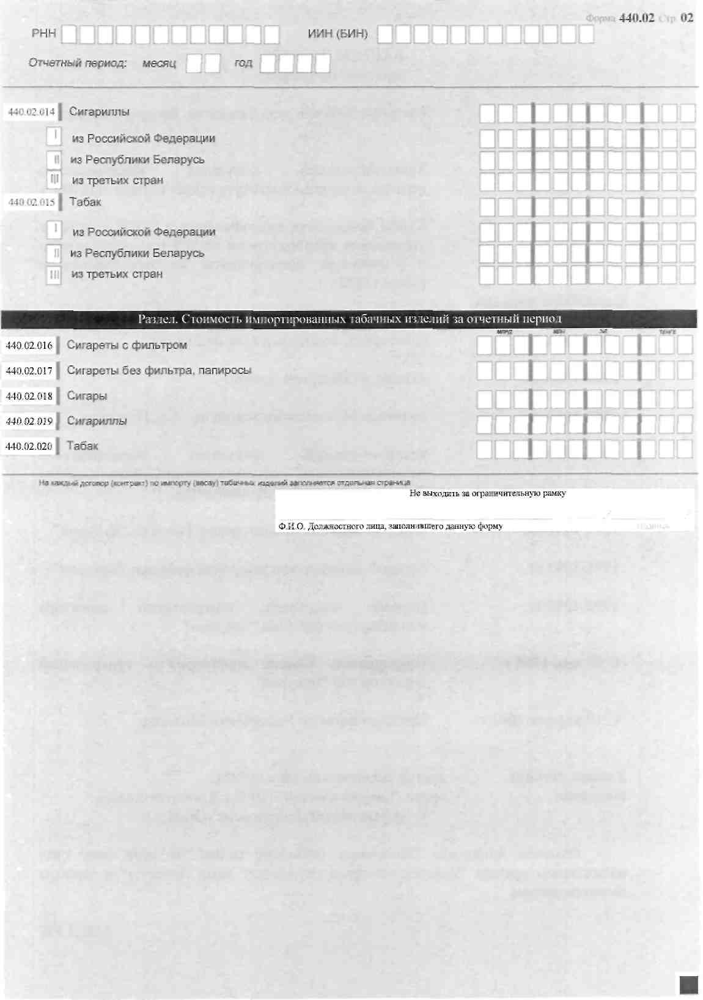 Форма 440.02 Стр. 02
РНН ИИН (БИН)
Отчетный период: месяц год
440.02.014 Сигариллы
I из Российской Федерации
II из Республики Беларусь
III из третьих стран
440.02.015 Табак
I из Российской Федерации
II из Республики Беларусь
III из третьих стран
Раздел. Стоимость импортированных табачных изделий за отчетный период
млрд млн тенге
440.02.016 Сигареты с фильтром
440.02.017 Сигареты без фильтра, папиросы
440.02.018 Сигары
440.02.019 Сигариллы
440.02.020 Табак
На каждый договор (контракт) по импорту (ввозу) табачных изделий заполняется отдельная страница
Не выходить за ограничительную рамку
Ф.И.О. Должностного лица, заполнившего данную форму подпись